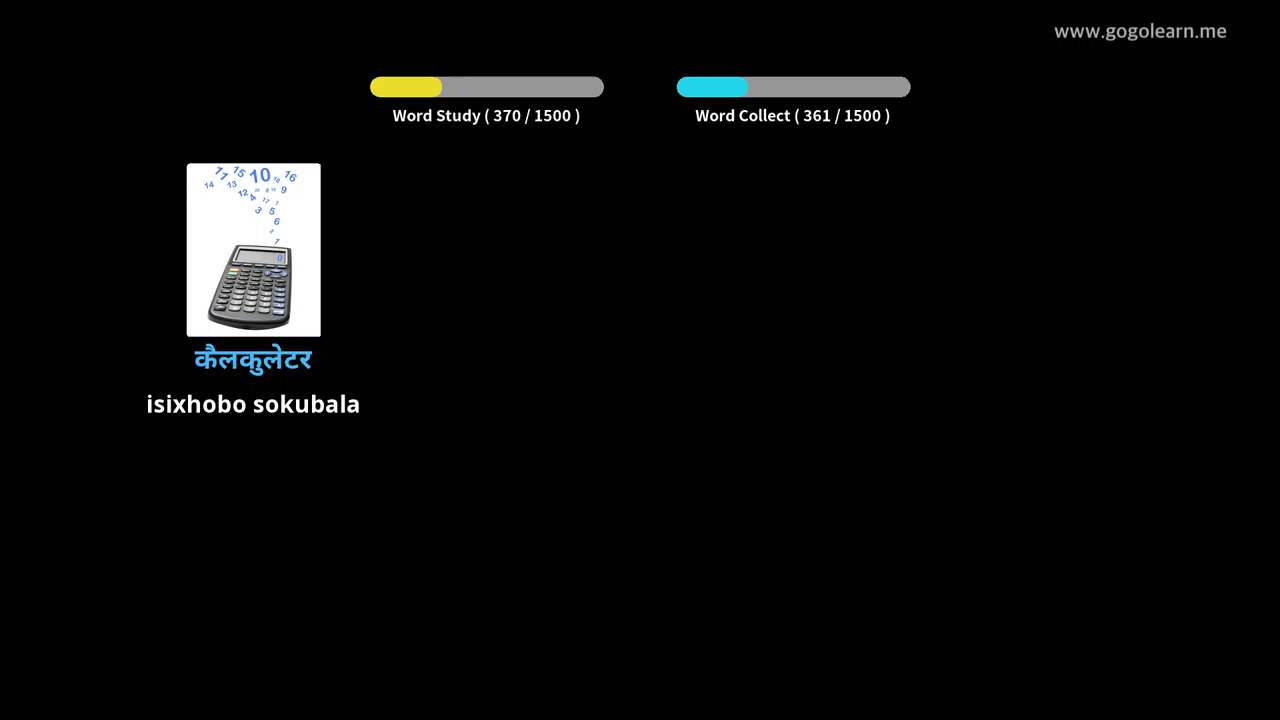 www.gogolearn.me
Word Study ( 370 / 1500 )
Word Collect ( 361 / 1500 )
कैलकुलेटर
isixhobo sokubala